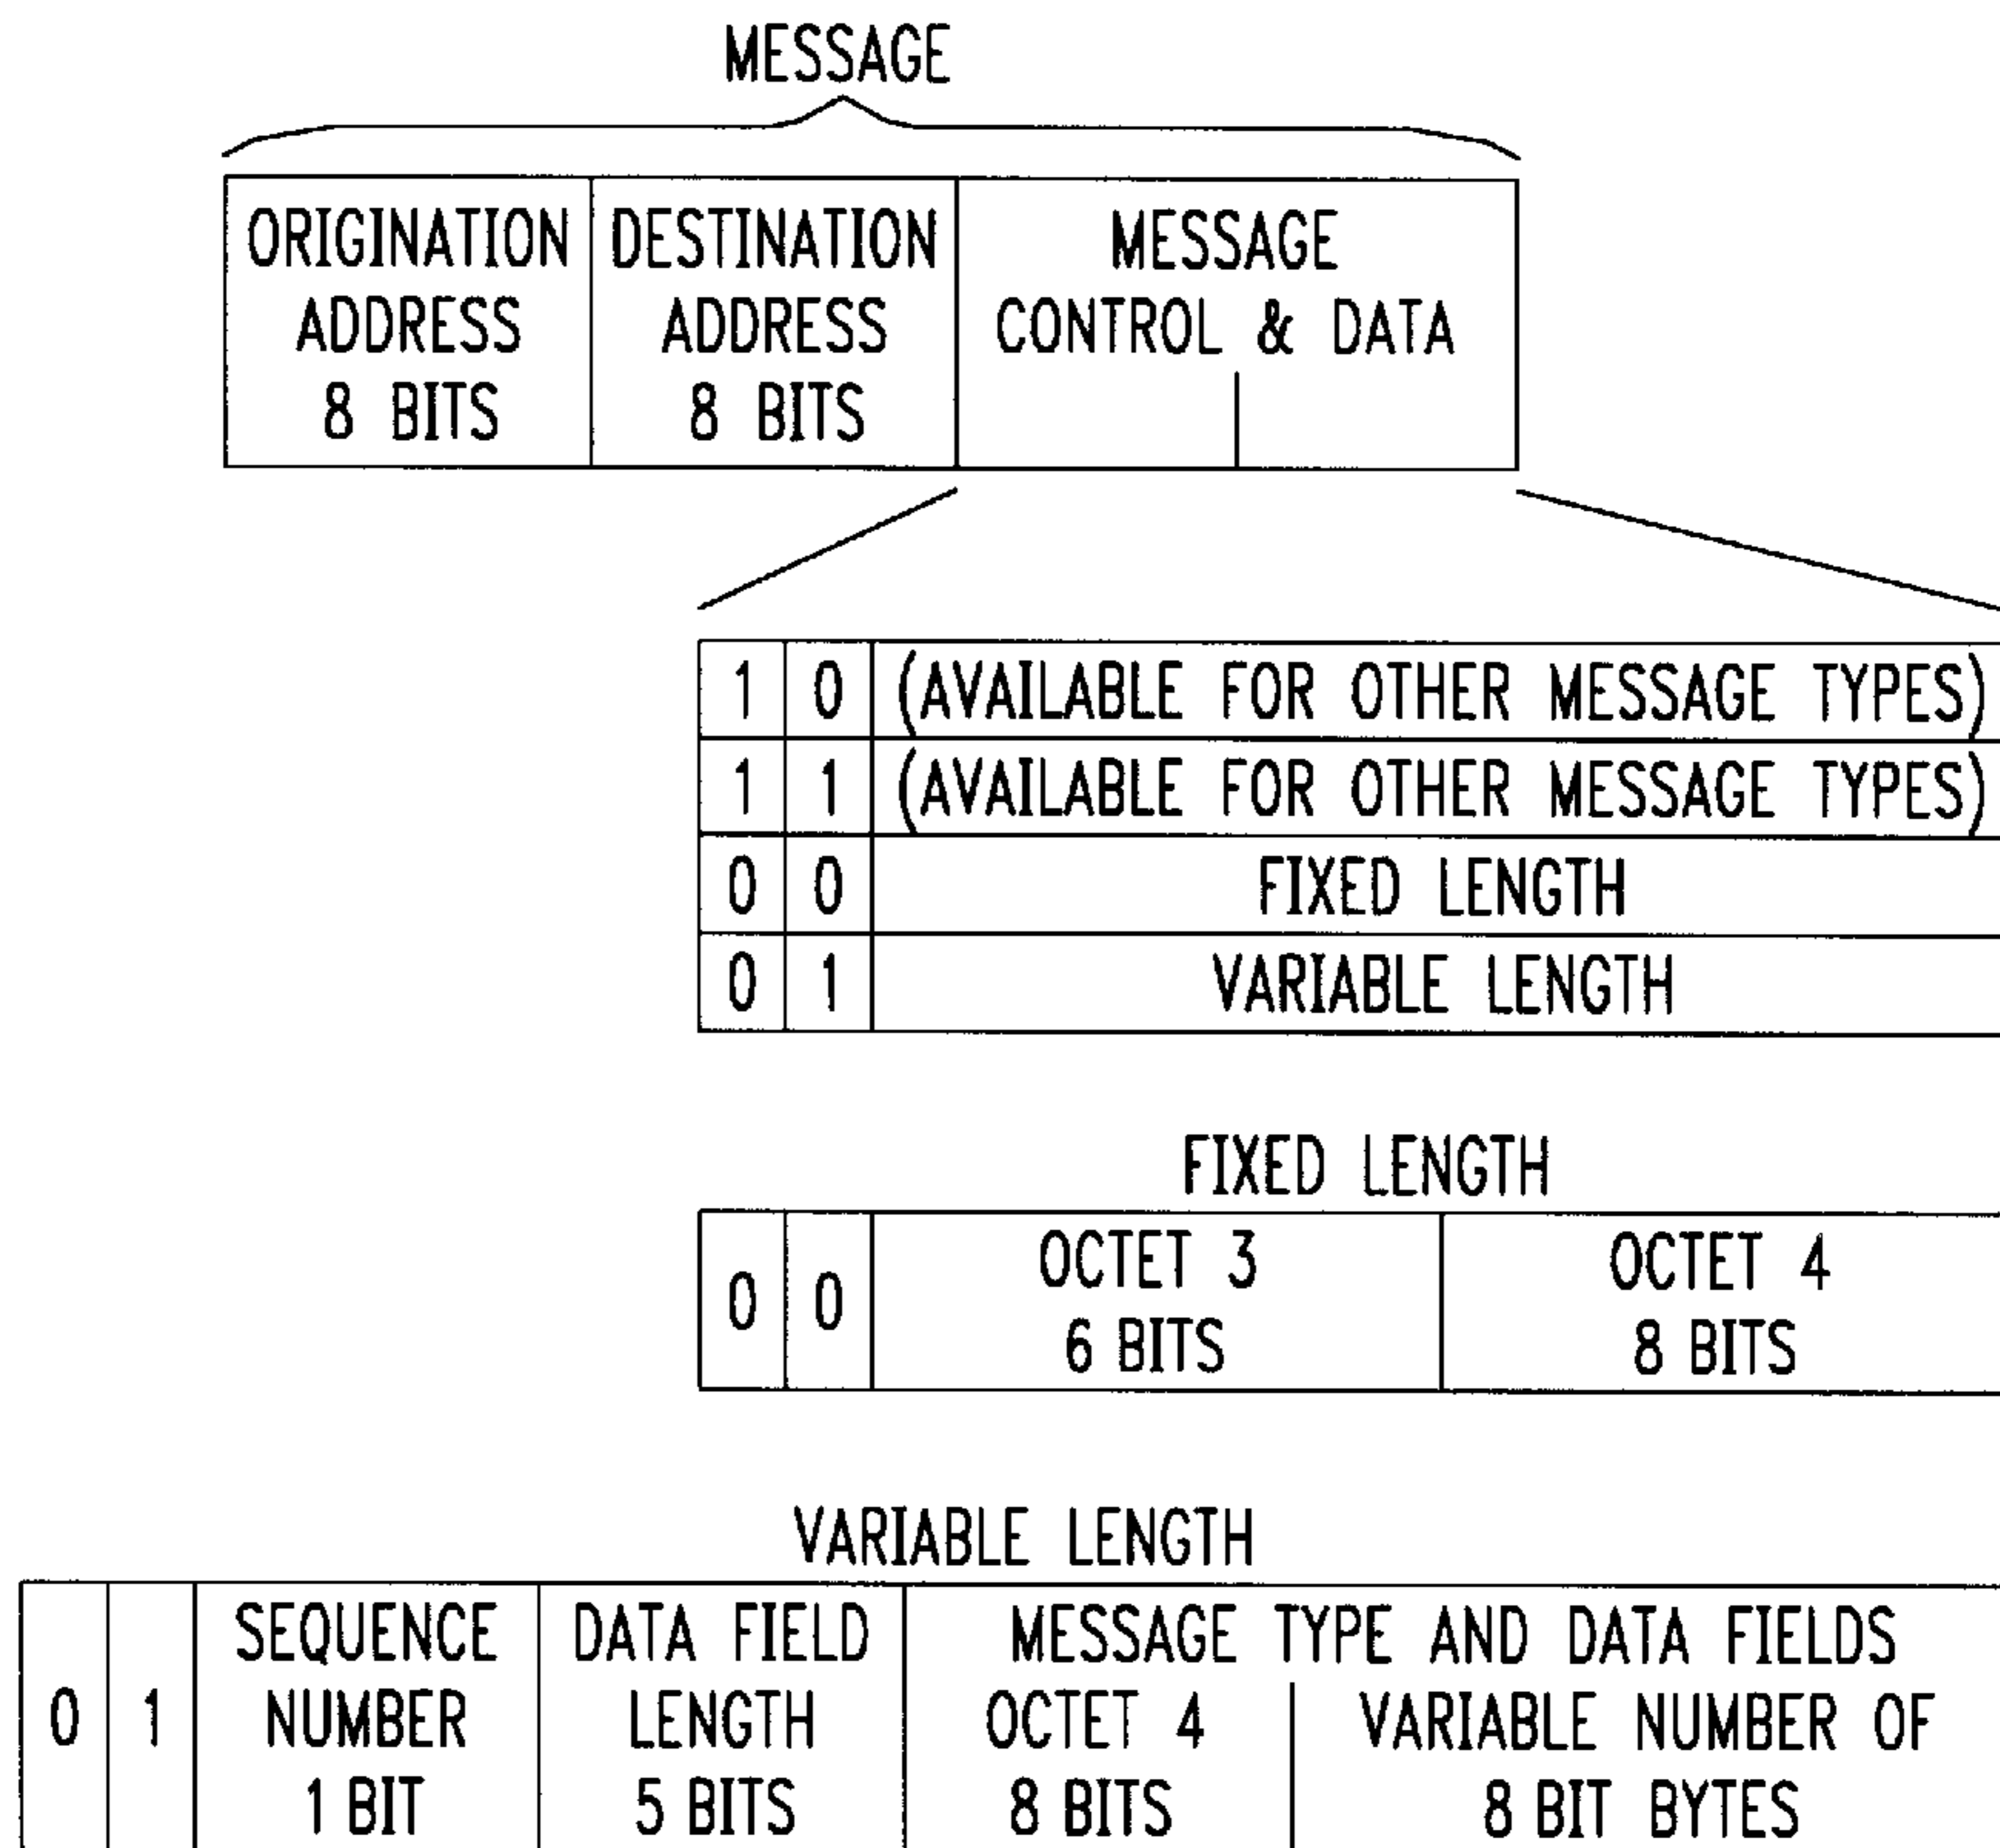 MESSAGE
ORIGINATION ADDRESS 8 BITS
DESTINATION ADDRESS 8 BITS
MESSAGE CONTROL & DATA
1 0 (AVAILABLE FOR OTHER MESSAGE TYPES)
1 1 (AVAILABLE FOR OTHER MESSAGE TYPES)
0 0 FIXED LENGTH
0 1 VARIABLE LENGTH
FIXED LENGTH
0 0
OCTET 3
6 BITS
OCTET 4
8 BITS
VARIABLE LENGTH
0 1
SEQUENCE
NUMBER
1 BIT
DATA FIELD
LENGTH
5 BITS
MESSAGE TYPE AND DATA FIELDS
OCTET 4
8 BITS
VARIABLE NUMBER OF
8 BIT BYTES